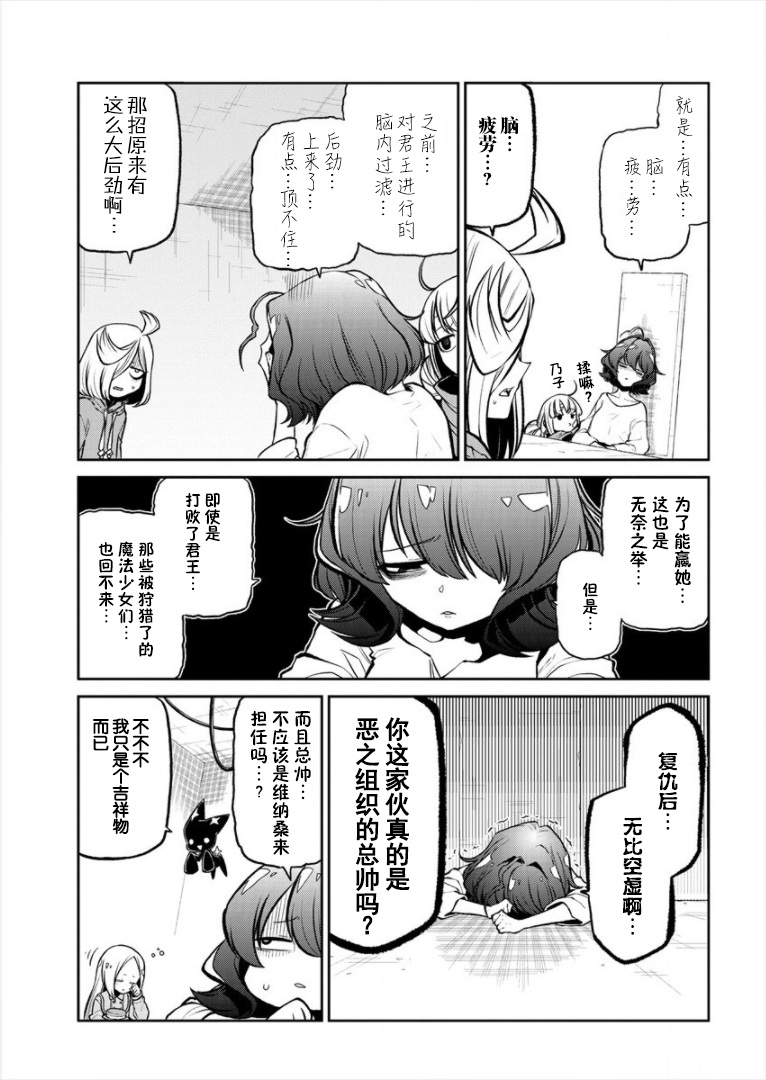 就是…有点…
脑…
疲…劳…
脑…
疲劳…?
揉嘛?
乃子
之前…
对君王进行的
脑内过滤…
后劲…
上来了…
有点…顶不住…
那招原来有
这么大后劲啊…
为了能赢她…
这也是
无奈之举…
但是…
即使是
打败了君王…
那些被狩猎了的
魔法少女们…
也回不来…
复仇后…
无比空虚啊…
你这家伙真的是
恶之组织的总帅吗?
而且总帅…
不应该是维纳桑来
担任吗…?
不不不
我只是个吉祥物
而已